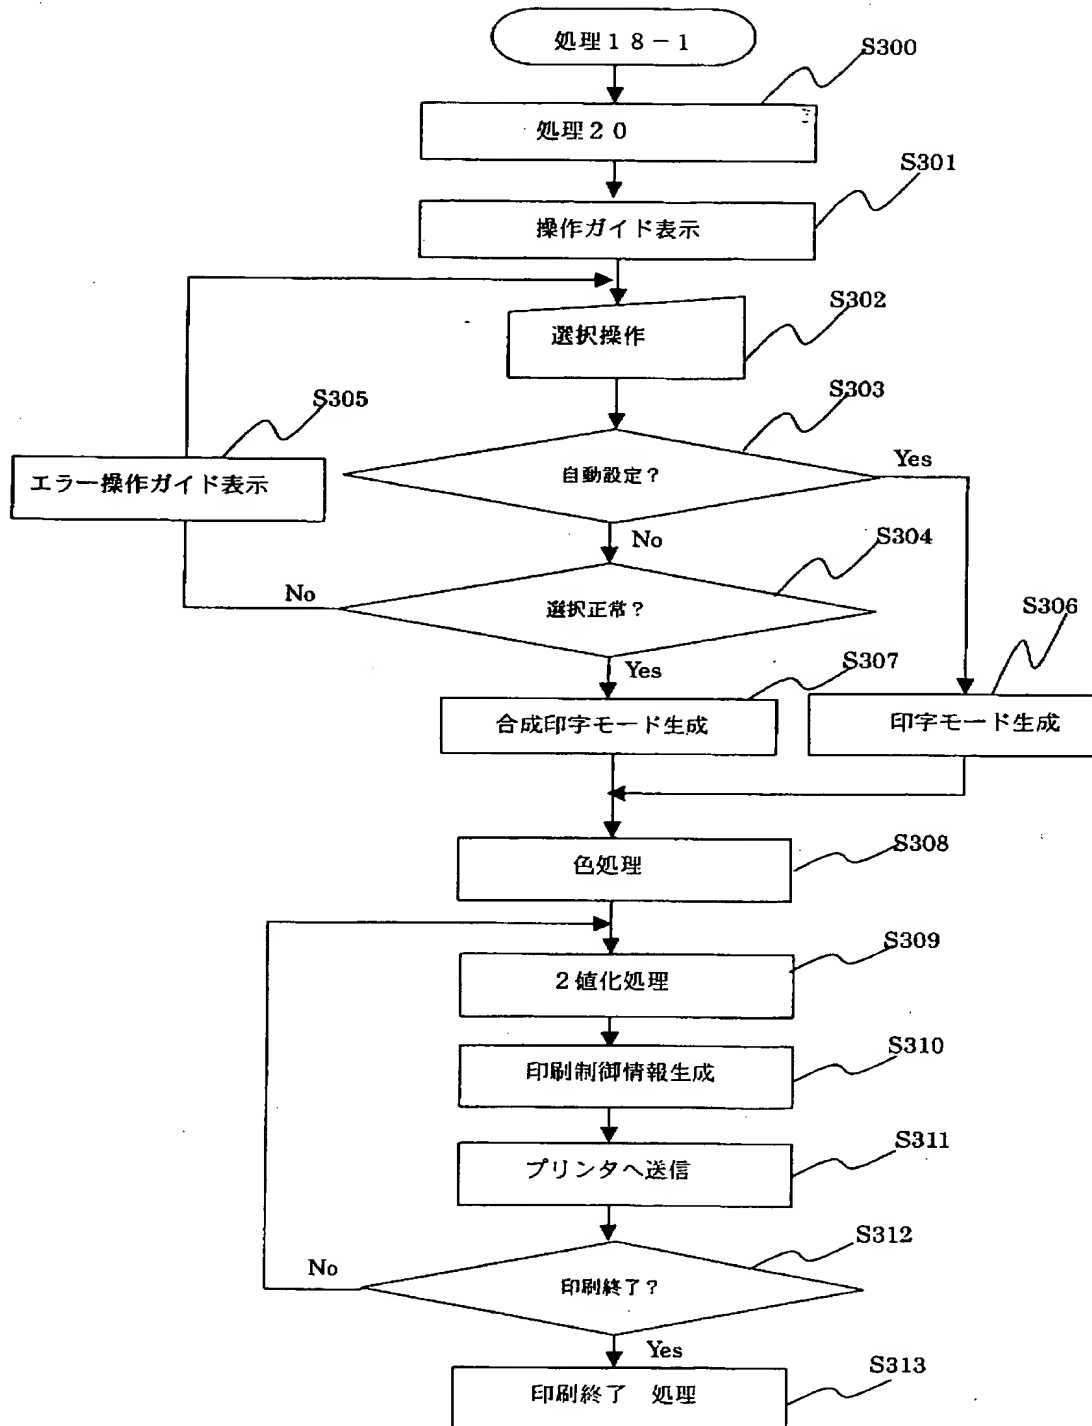 処理18-1
S300
処理20
S301
操作ガイド表示
S302
選択操作
S303
S305
エラー操作ガイド表示
自動設定?
Yes
No
S304
No
選択正常?
S306
Yes
S307
合成印字モード生成
印字モード生成
S308
色処理
S309
2値化処理
S310
印刷制御情報生成
S311
プリンタへ送信
S312
No
印刷終了?
Yes
S313
印刷終了 処理